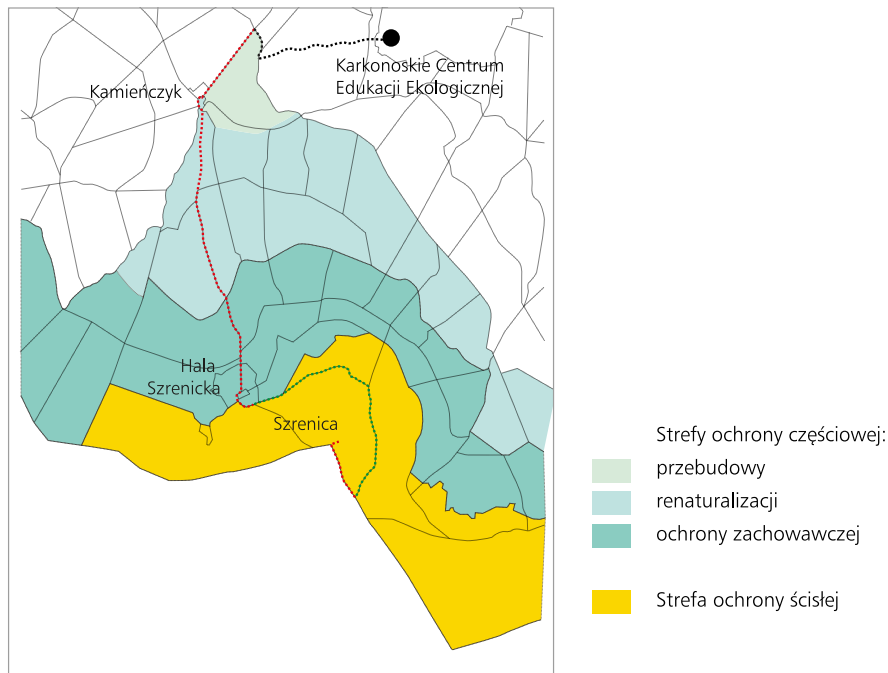 Karkonoskie Centrum
Edukacji Ekologicznej
Kamieńczyk
Hala
Szrenicka
Szrenica
Strefy ochrony częściowej:
przebudowy
renaturalizacji
ochrony zachowawczej
Strefa ochrony ścisłej